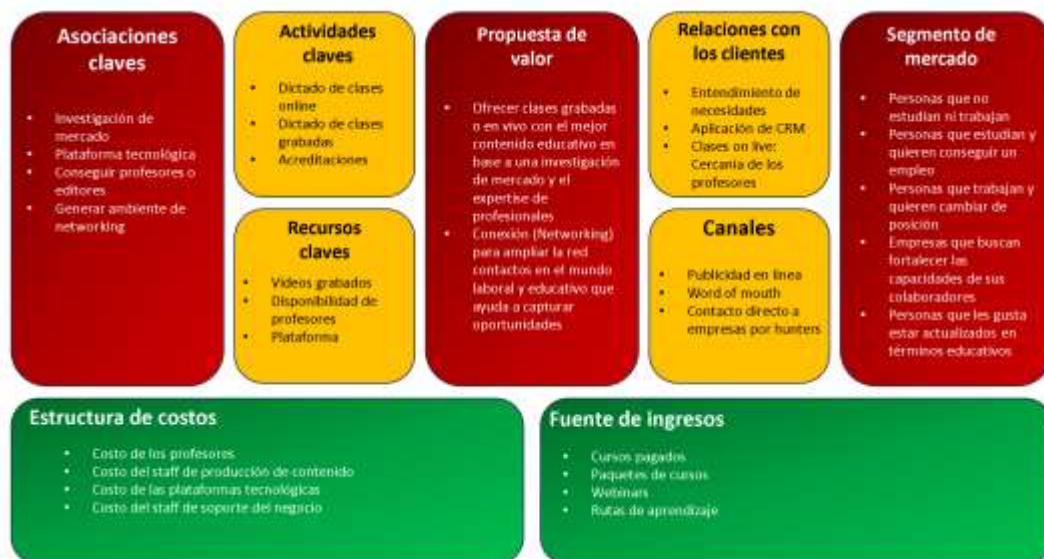 Asociaciones
claves
• Investigación de
mercado
• Plataforma tecnológica
• Conseguir profesores o
editores
• Generar ambiente de
networking
Actividades
claves
• Dictado de clases
online
• Dictado de clases
grabadas
• Acreditaciones
Recursos
claves
• Videos grabados
• Disponibilidad de
profesores
• Plataforma
Propuesta de
valor
• Ofrecer clases grabadas
o en vivo con el mejor
contenido educativo en
base a una investigación
de mercado y el
expertise de
profesionales
• Conexión (Networking)
para ampliar la red
contactos en el mundo
laboral y educativo que
ayuda a capturar
oportunidades
Relaciones con
los clientes
• Entendimiento de
necesidades
• Aplicación de CRM
• Clases on live:
Cercanía de los
profesores
Canales
• Publicidad en línea
• Word of mouth
• Contacto directo a
empresas por hunters
Segmento de
mercado
• Personas que no
estudian ni trabajan
• Personas que estudian y
quieren conseguir un
empleo
• Personas que trabajan y
quieren cambiar de
posición
• Empresas que buscan
fortalecer las
capacidades de sus
colaboradores
• Personas que les gusta
estar actualizados en
términos educativos
Estructura de costos
• Costo de los profesores
• Costo del staff de producción de contenido
• Costo de las plataformas tecnológicas
• Costo del staff de soporte del negocio
Fuente de ingresos
• Cursos pagados
• Paquetes de cursos
• Webinars
• Rutas de aprendizaje